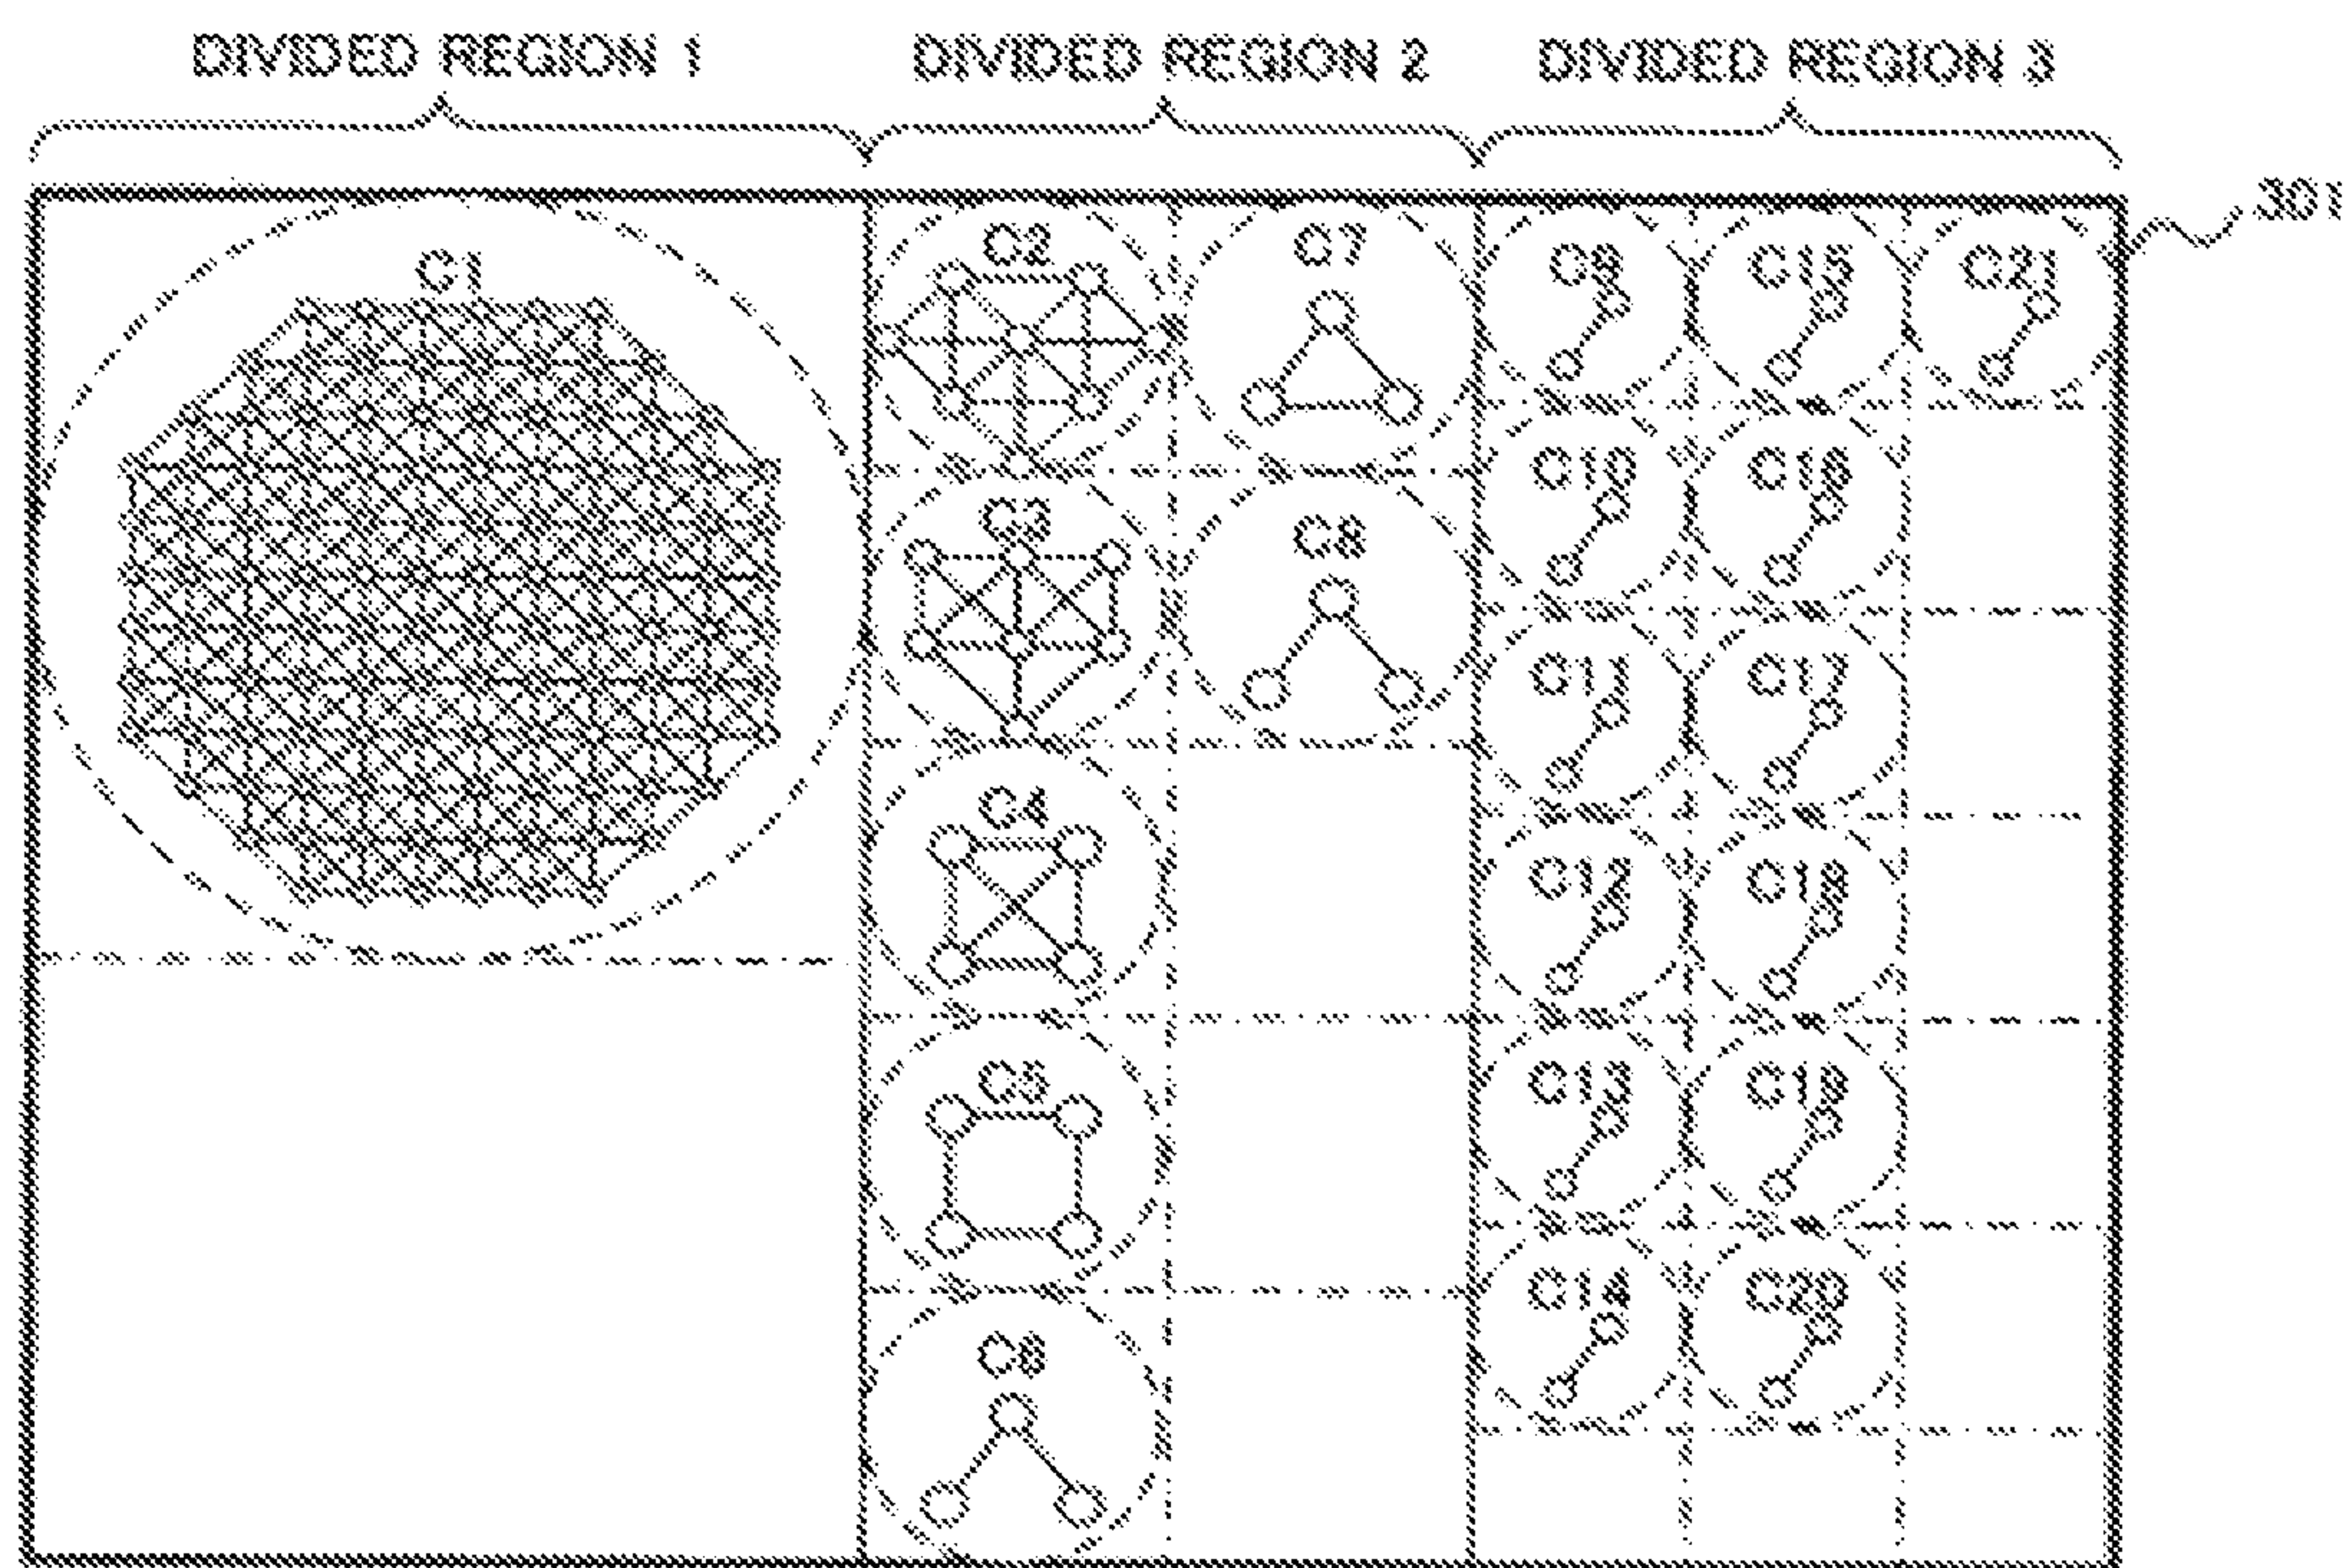 DIVIDED REGION 1 DIVIDED REGION 2 DIVIDED REGION 3
301
C1
C2 C7 C9 C15 C21
C3 C8 C10 C16
C11 C17
C4 C12 C18
C5 C13 C19
C6 C14 C20